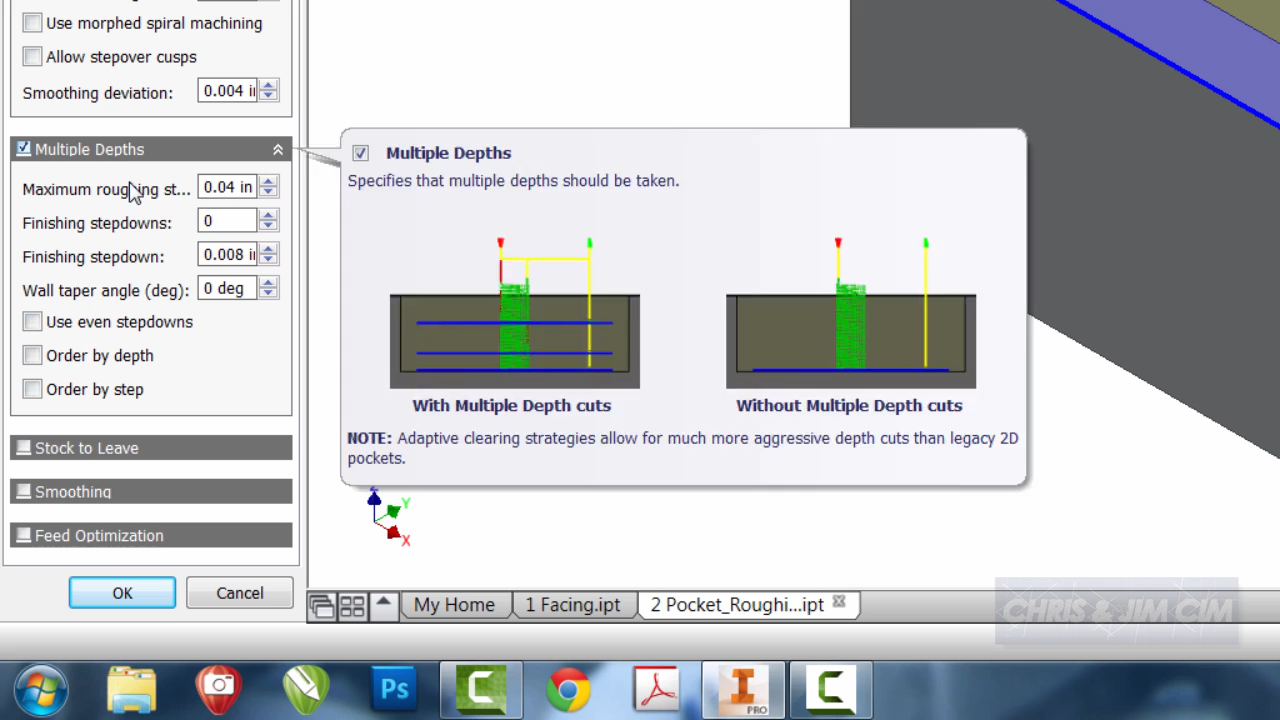 Use morphed spiral machining
Allow stepover cusps
Smoothing deviation: 0.004 i
Multiple Depths
Maximum roughing st... 0.04 in
Finishing stepdowns: 0
Finishing stepdown: 0.008 i
Wall taper angle (deg): 0 deg
Use even stepdowns
Order by depth
Order by step
Stock to Leave
Smoothing
Feed Optimization
OK Cancel
Multiple Depths
Specifies that multiple depths should be taken.
With Multiple Depth cuts
Without Multiple Depth cuts
NOTE: Adaptive clearing strategies allow for much more aggressive depth cuts than legacy 2D
pockets.
Z
Y
X
My Home 1 Facing.ipt 2 Pocket_Roughi...ipt
CHRIS & JIM CIM
Ps
C
I
PRO
C